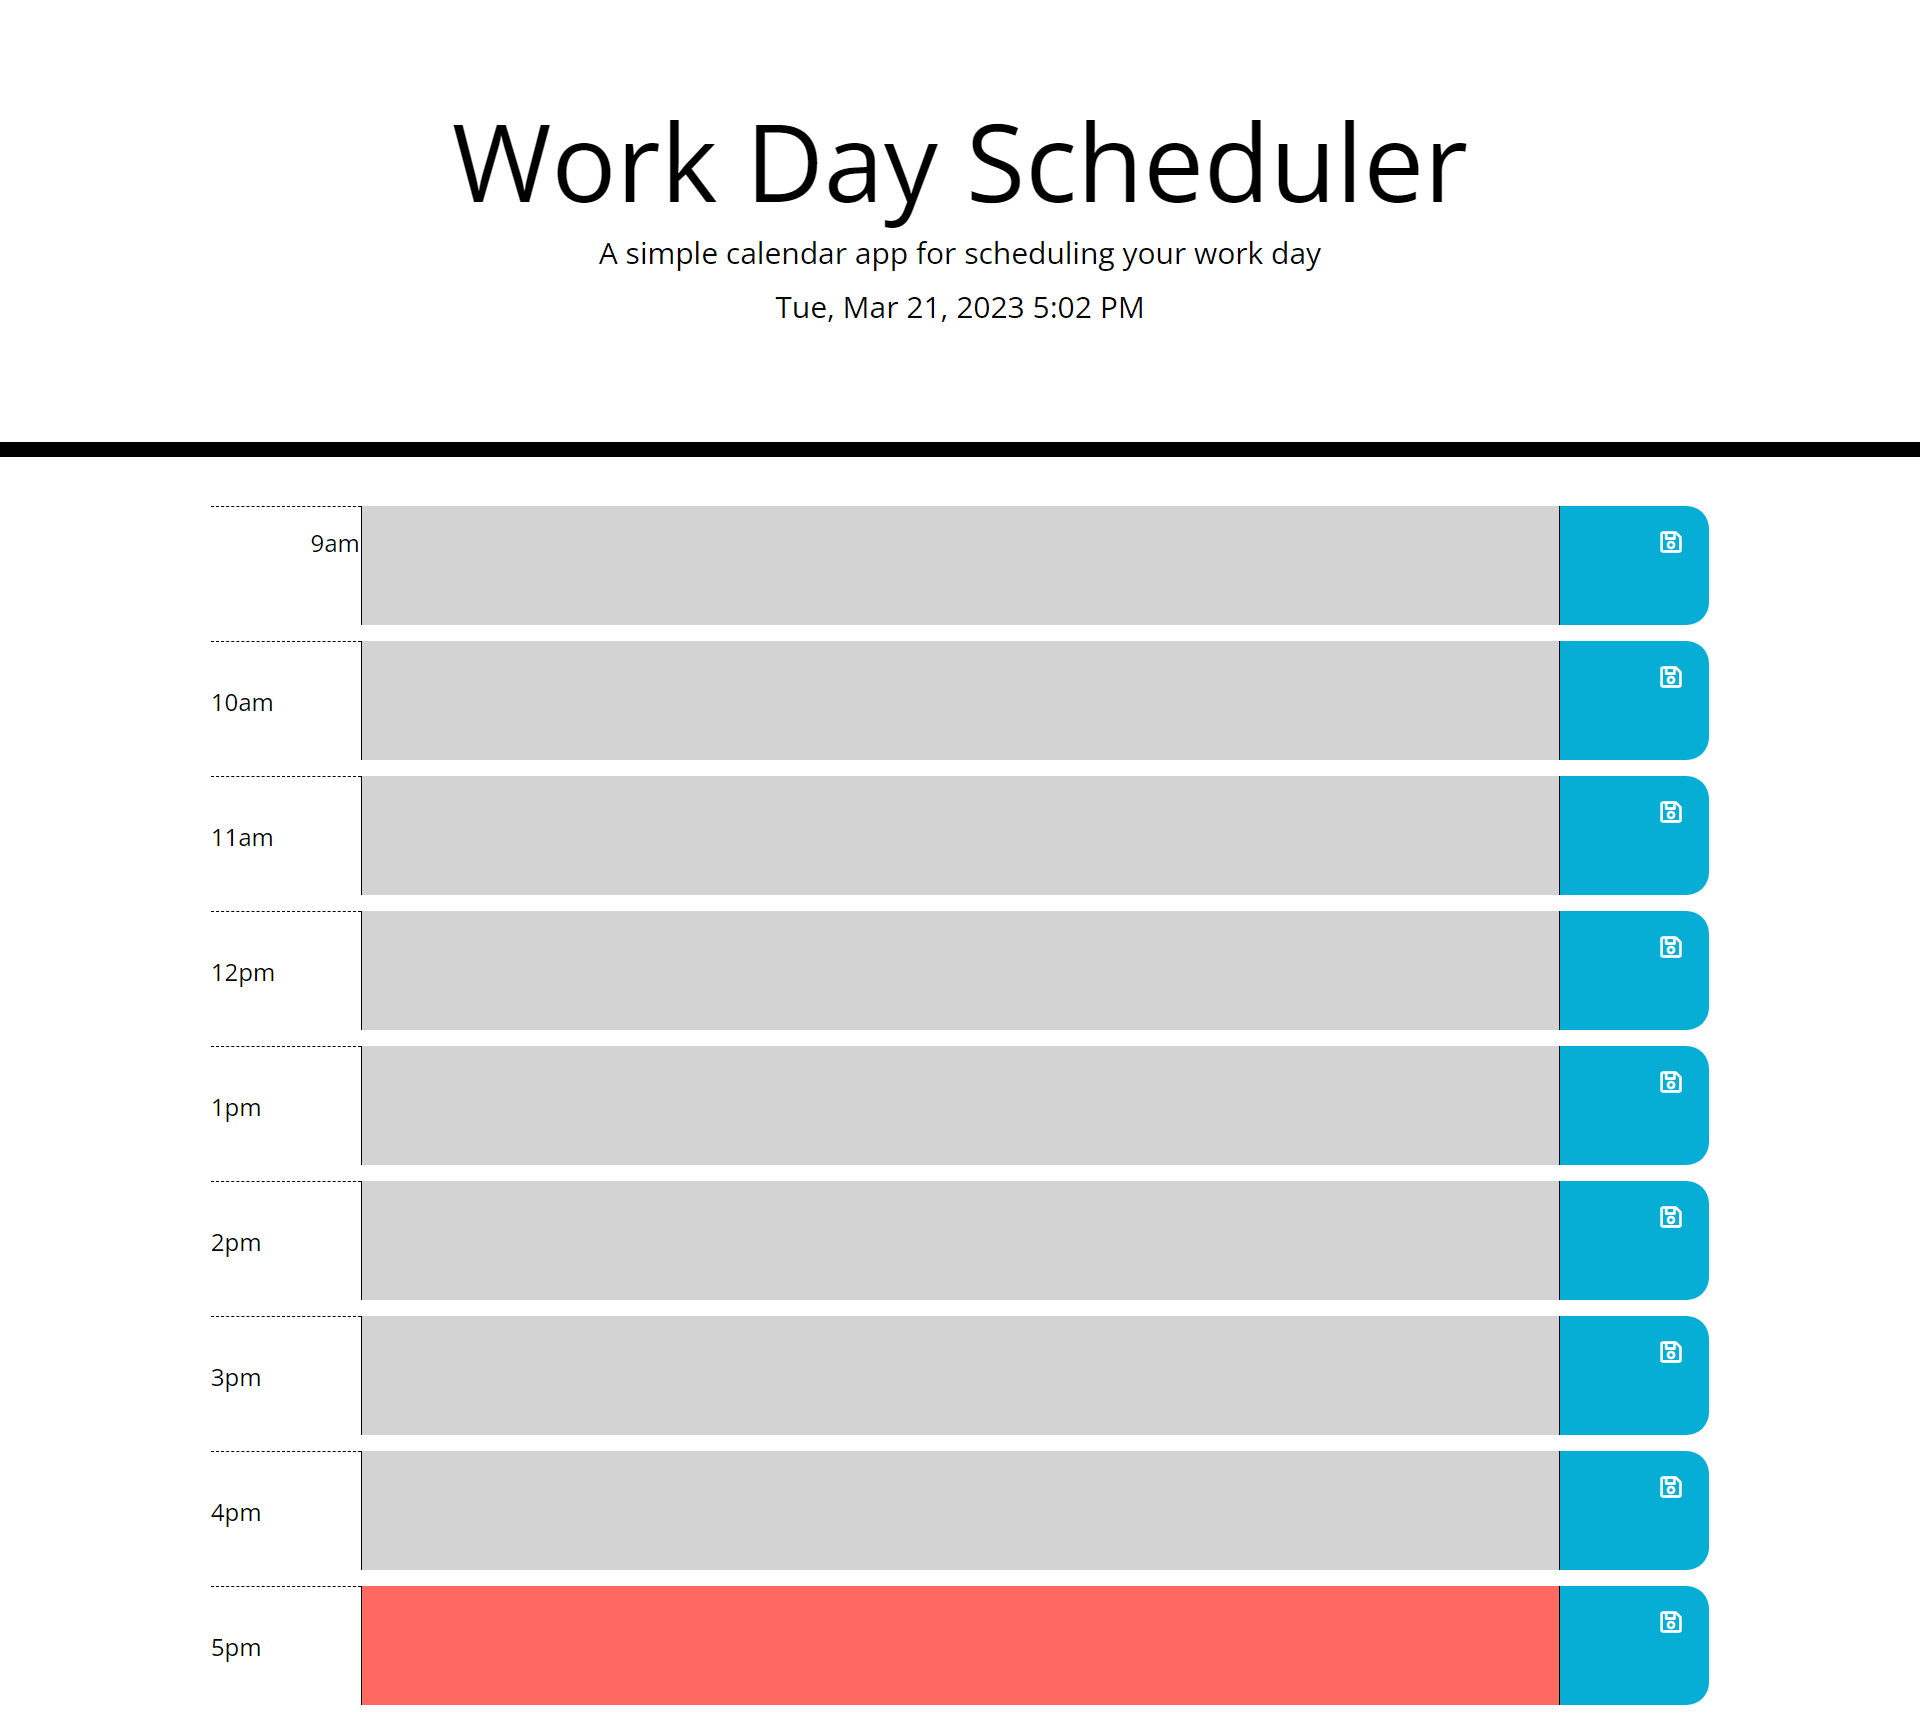 Work Day Scheduler
A simple calendar app for scheduling your work day
Tue, Mar 21, 2023 5:02 PM
9am
10am
11am
12pm
1pm
2pm
3pm
4pm
5pm